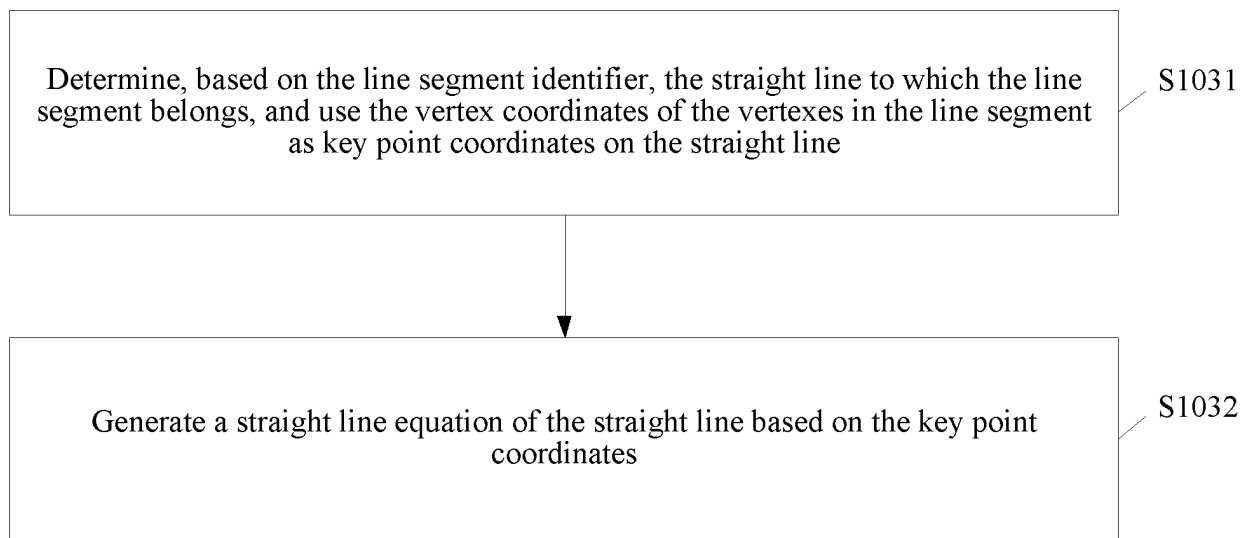 Determine, based on the line segment identifier, the straight line to which the line
segment belongs, and use the vertex coordinates of the vertexes in the line segment
as key point coordinates on the straight line
S1031
Generate a straight line equation of the straight line based on the key point
coordinates
S1032